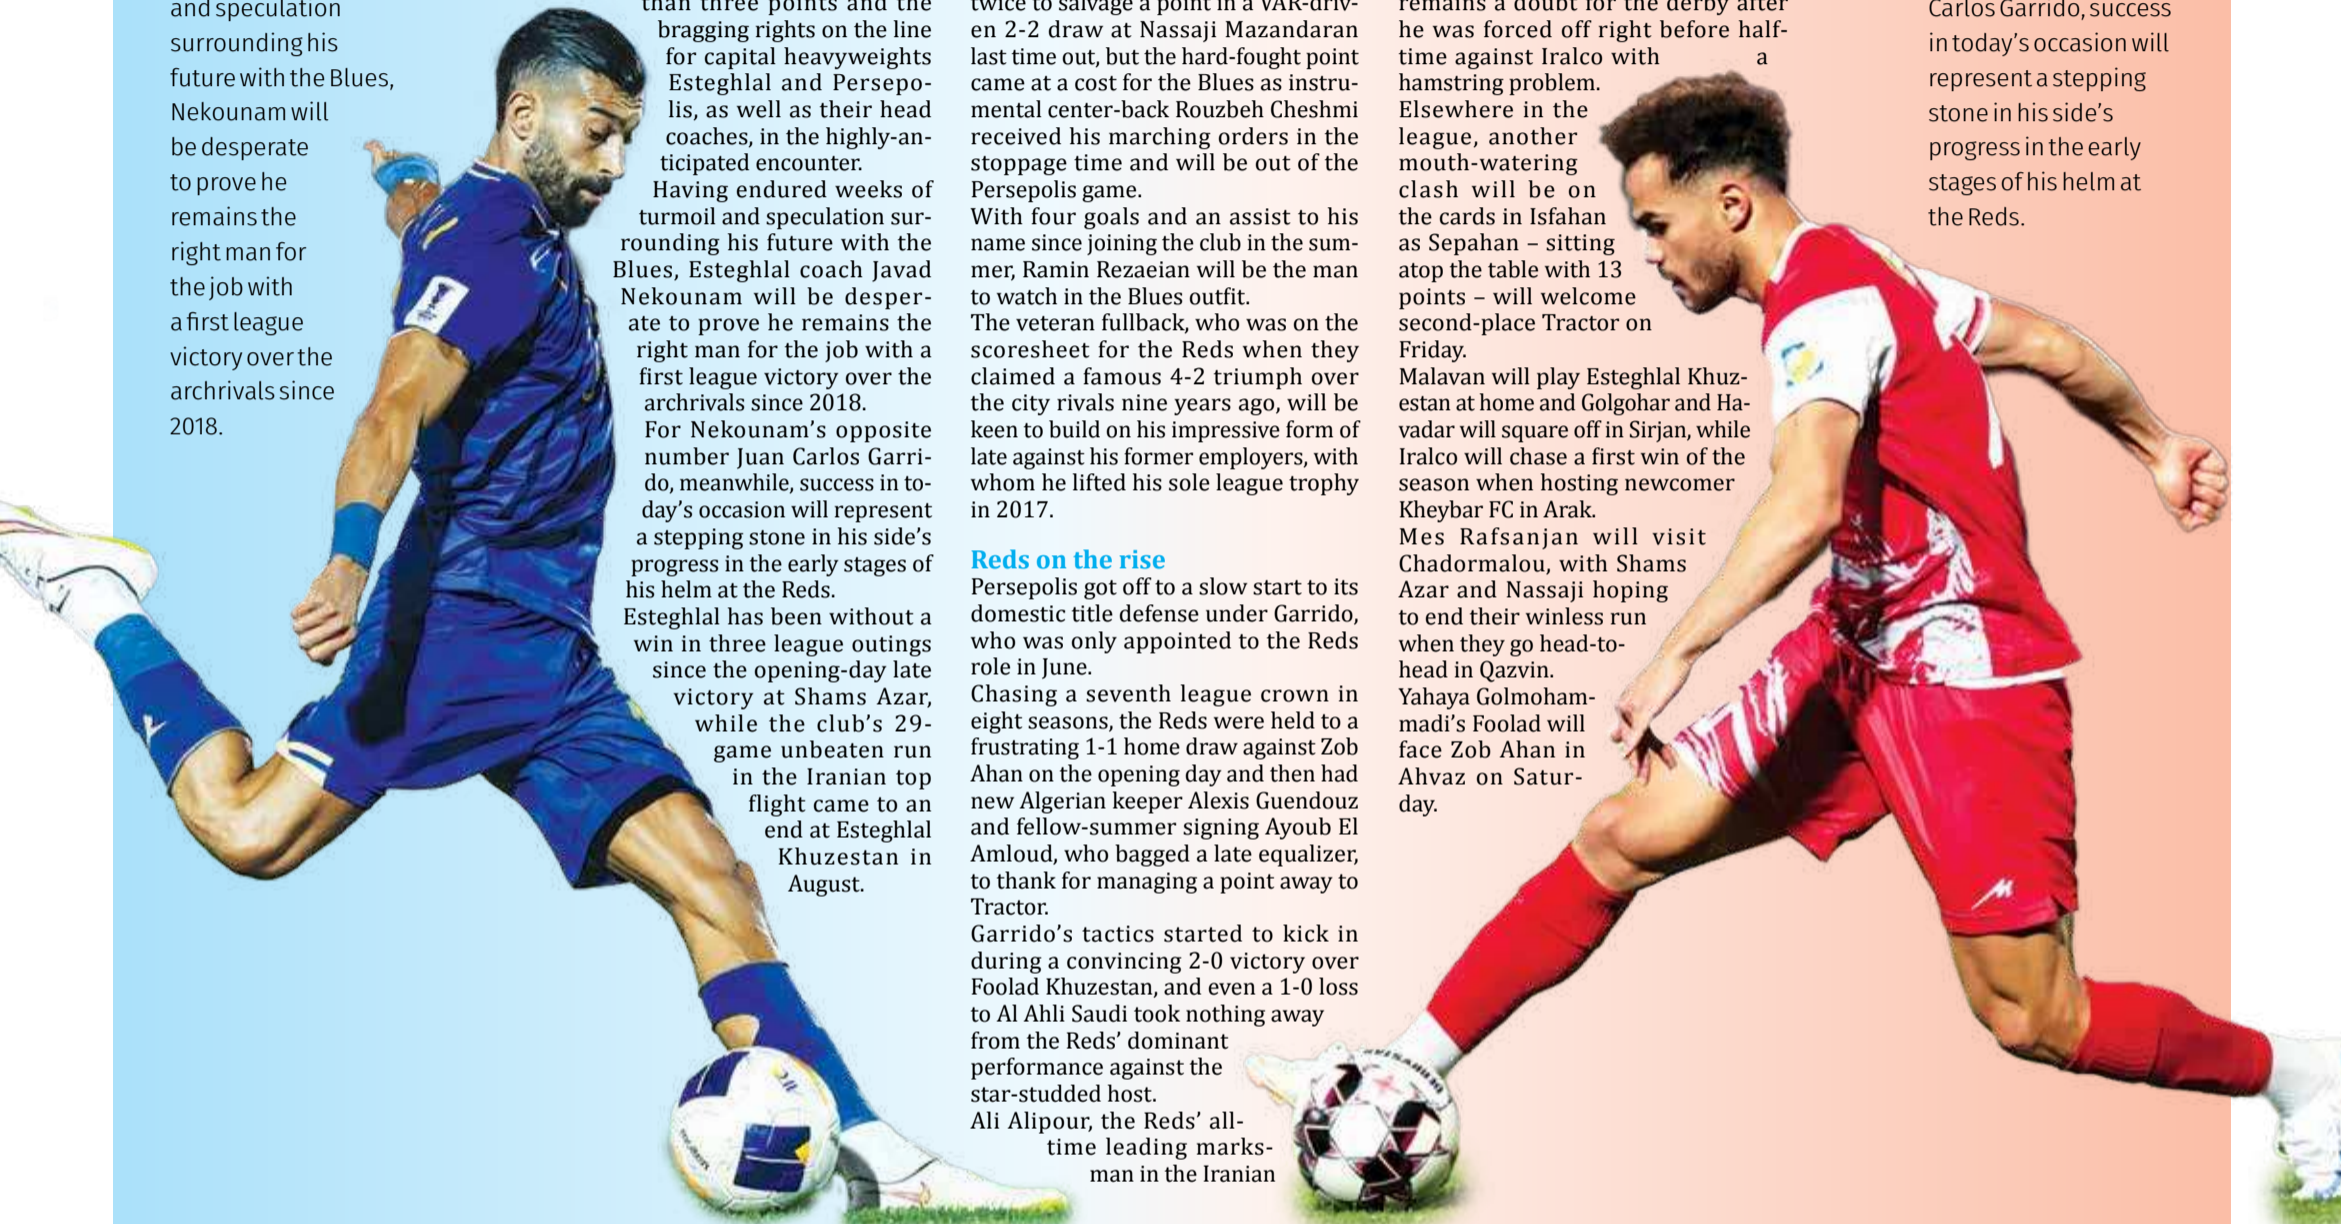 and speculation
surrounding his
future with the Blues,
Nekounam will
be desperate
to prove he
remains the
right man for
the job with
a first league
victory over the
archrivals since
2018.
than three points and the
bragging rights on the line
for capital heavyweights
Esteghlal and Persepo-
lis, as well as their head
coaches, in the highly-an-
ticipated encounter.
Having endured weeks of
turmoil and speculation sur-
rounding his future with the
Blues, Esteghlal coach Javad
Nekounam will be desper-
ate to prove he remains the
right man for the job with a
first league victory over the
archrivals since 2018.
For Nekounam's opposite
number Juan Carlos Garri-
do, meanwhile, success in to-
day's occasion will represent
a stepping stone in his side's
progress in the early stages of
his helm at the Reds.
Esteghlal has been without a
win in three league outings
since the opening-day late
victory at Shams Azar,
while the club's 29-
game unbeaten run
in the Iranian top
flight came to an
end at Esteghlal
Khuzestan in
August.
twice to salvage a point in a VAR-driv-
en 2-2 draw at Nassaji Mazandaran
last time out, but the hard-fought point
came at a cost for the Blues as instru-
mental center-back Rouzbeh Cheshmi
received his marching orders in the
stoppage time and will be out of the
Persepolis game.
With four goals and an assist to his
name since joining the club in the sum-
mer, Ramin Rezaeian will be the man
to watch in the Blues outfit.
The veteran fullback, who was on the
scoresheet for the Reds when they
claimed a famous 4-2 triumph over
the city rivals nine years ago, will be
keen to build on his impressive form of
late against his former employers, with
whom he lifted his sole league trophy
in 2017.
Reds on the rise
Persepolis got off to a slow start to its
domestic title defense under Garrido,
who was only appointed to the Reds
role in June.
Chasing a seventh league crown in
eight seasons, the Reds were held to a
frustrating 1-1 home draw against Zob
Ahan on the opening day and then had
new Algerian keeper Alexis Guendouz
and fellow-summer signing Ayoub El
Amloud, who bagged a late equalizer,
to thank for managing a point away to
Tractor.
Garrido's tactics started to kick in
during a convincing 2-0 victory over
Foolad Khuzestan, and even a 1-0 loss
to Al Ahli Saudi took nothing away
from the Reds' dominant
performance against the
star-studded host.
Ali Alipour, the Reds' all-
time leading marks-
man in the Iranian
remains a doubt for the derby after
he was forced off right before half-
time against Iralco with a
hamstring problem.
Elsewhere in the
league, another
mouth-watering
clash will be on
the cards in Isfahan
as Sepahan – sitting
atop the table with 13
points – will welcome
second-place Tractor on
Friday.
Malavan will play Esteghlal Khuz-
estan at home and Golgohar and Ha-
vadar will square off in Sirjan, while
Iralco will chase a first win of the
season when hosting newcomer
Kheybar FC in Arak.
Mes Rafsanjan will visit
Chadormalou, with Shams
Azar and Nassaji hoping
to end their winless run
when they go head-to-
head in Qazvin.
Yahaya Golmoham-
madi's Foolad will
face Zob Ahan in
Ahvaz on Satur-
day.
Carlos Garrido, success
in today's occasion will
represent a stepping
stone in his side's
progress in the early
stages of his helm at
the Reds.